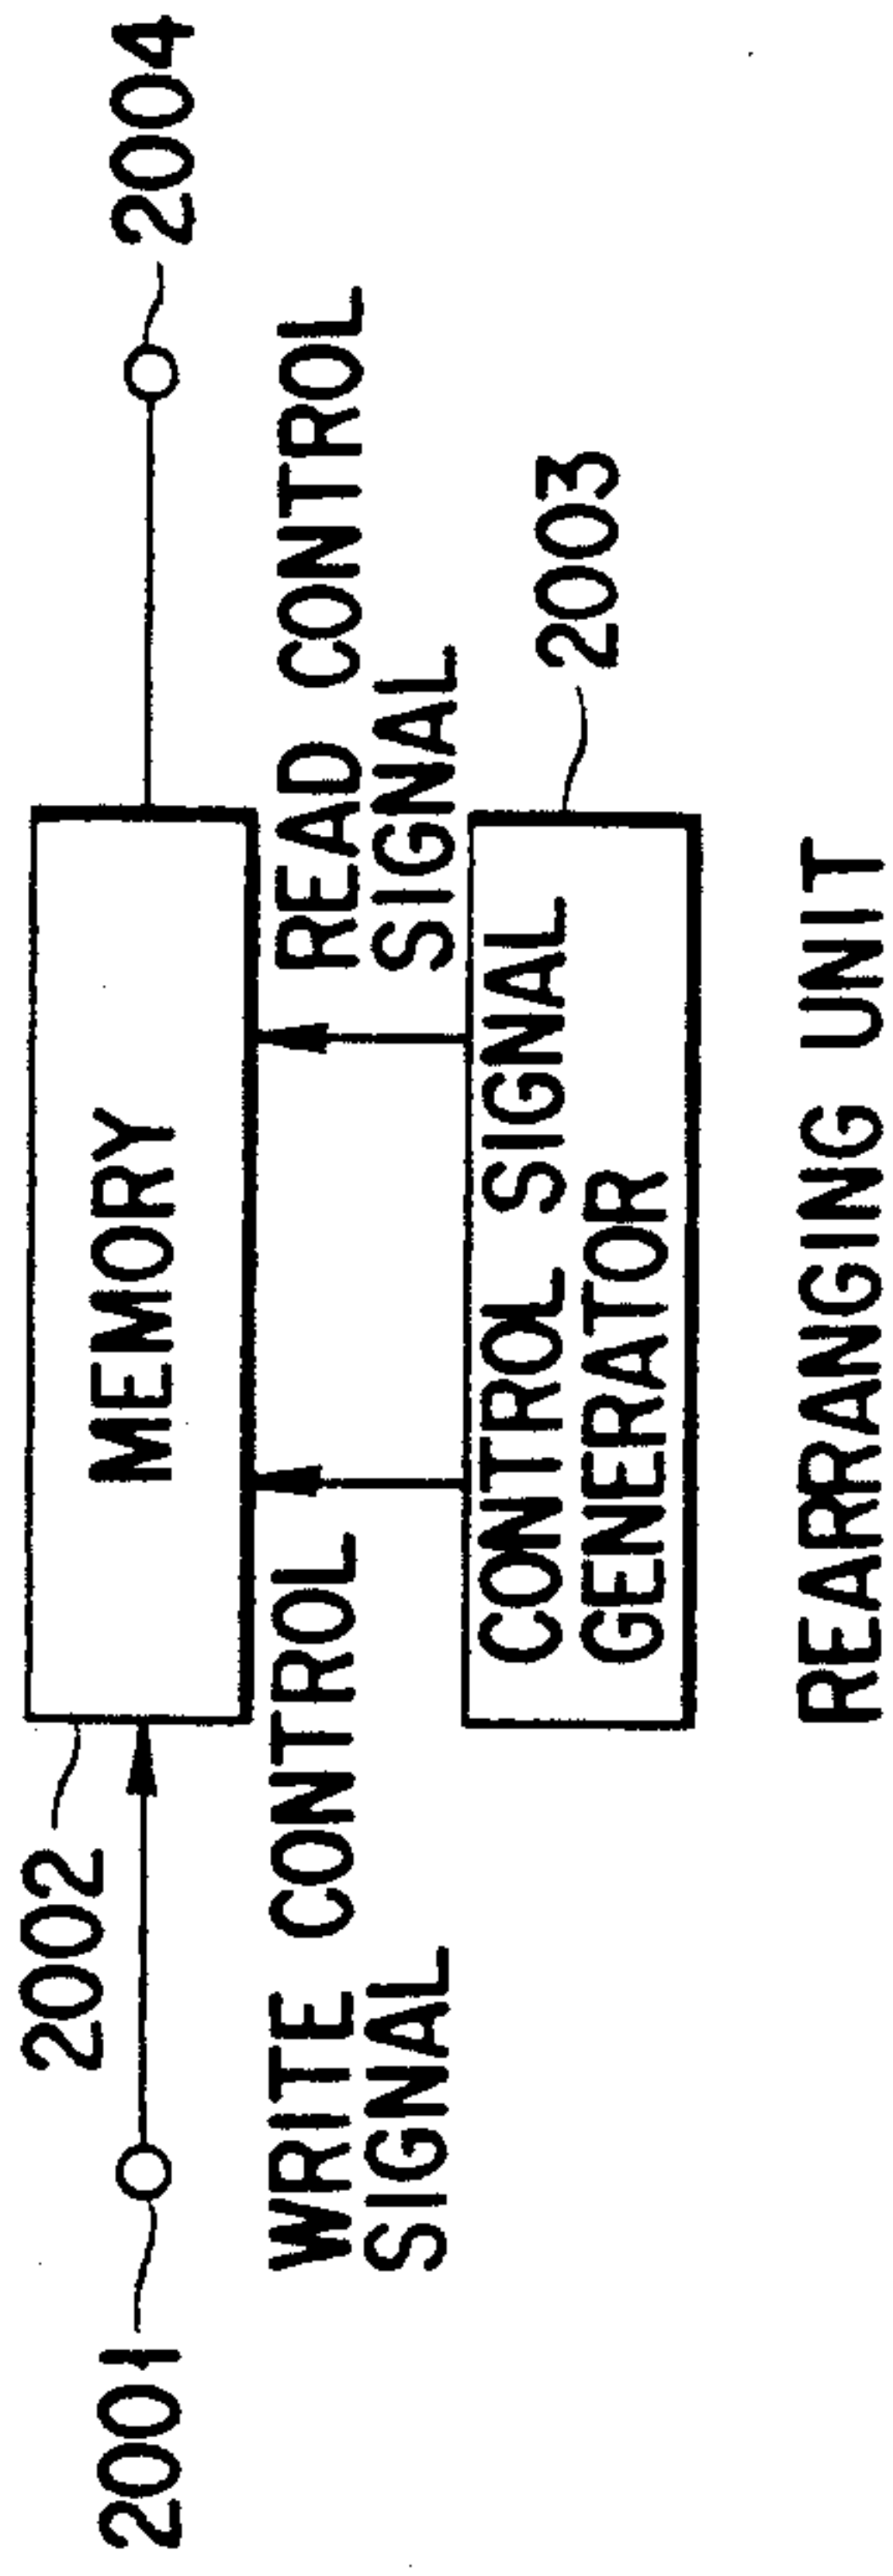 2001
2002
MEMORY
2004
WRITE CONTROL
SIGNAL
READ CONTROL
SIGNAL
CONTROL SIGNAL
GENERATOR
2003
REARRANGING UNIT